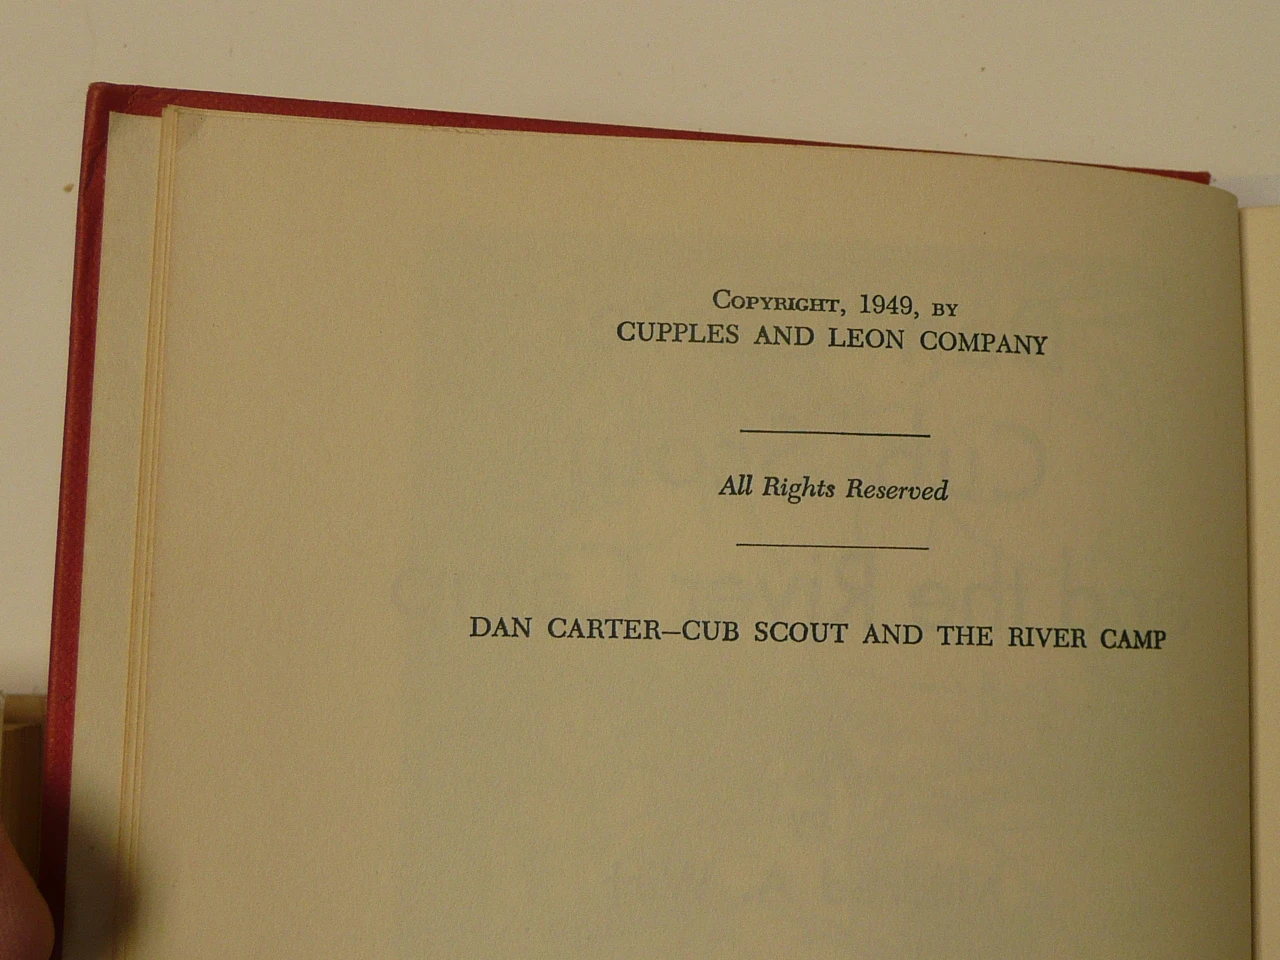 Copyright, 1949, by
CUPPLES AND LEON COMPANY
All Rights Reserved
DAN CARTER—CUB SCOUT AND THE RIVER CAMP